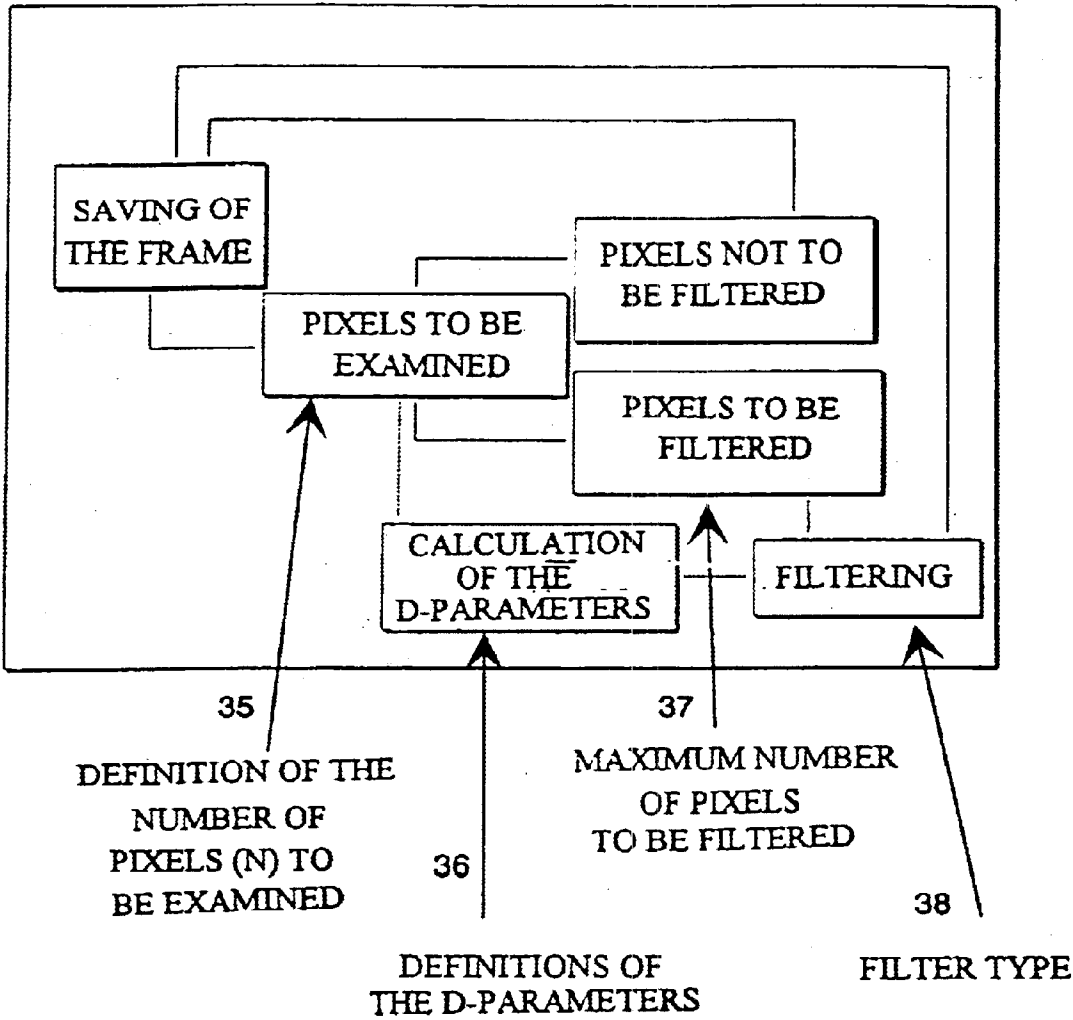 SAVING OF
THE FRAME
PIXELS NOT TO
BE FILTERED
PIXELS TO BE
EXAMINED
PIXELS TO BE
FILTERED
CALCULATION
OF THE
D-PARAMETERS
FILTERING
35
37
DEFINITION OF THE
NUMBER OF
PIXELS (N) TO
BE EXAMINED
MAXIMUM NUMBER
OF PIXELS
TO BE FILTERED
36
38
DEFINITIONS OF
THE D-PARAMETERS
FILTER TYPE